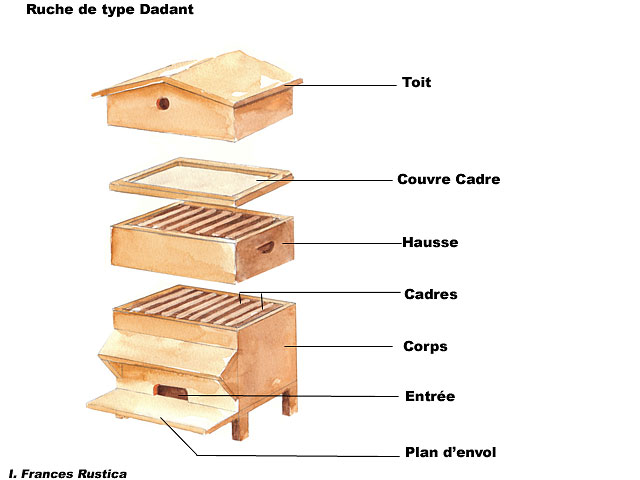 Ruche de type Dadant
Toit
Couvre Cadre
Hausse
Cadres
Corps
Entrée
Plan d'envol
I. Frances Rustica